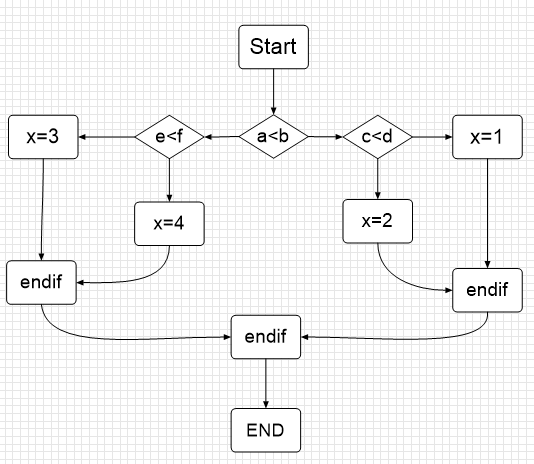 Start
x=3
e<f
a<b
c<d
x=1
x=4
x=2
endif
endif
endif
END